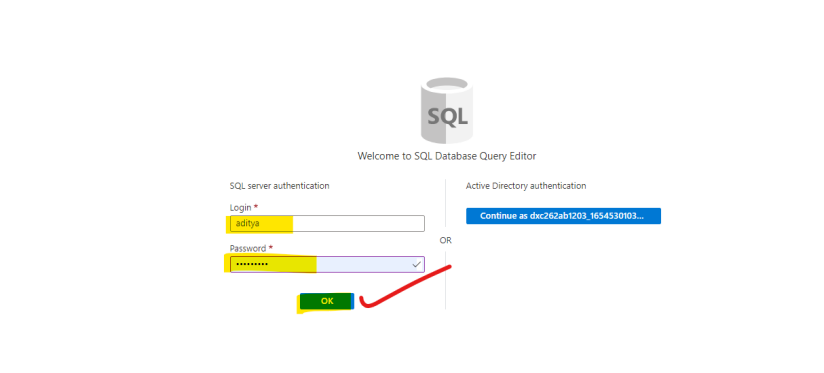 SQL
Welcome to SQL Database Query Editor
SQL server authentication
Login *
aditya
Password *
•••••••••
OK
OR
Active Directory authentication
Continue as dxc262ab1203_1654530103...